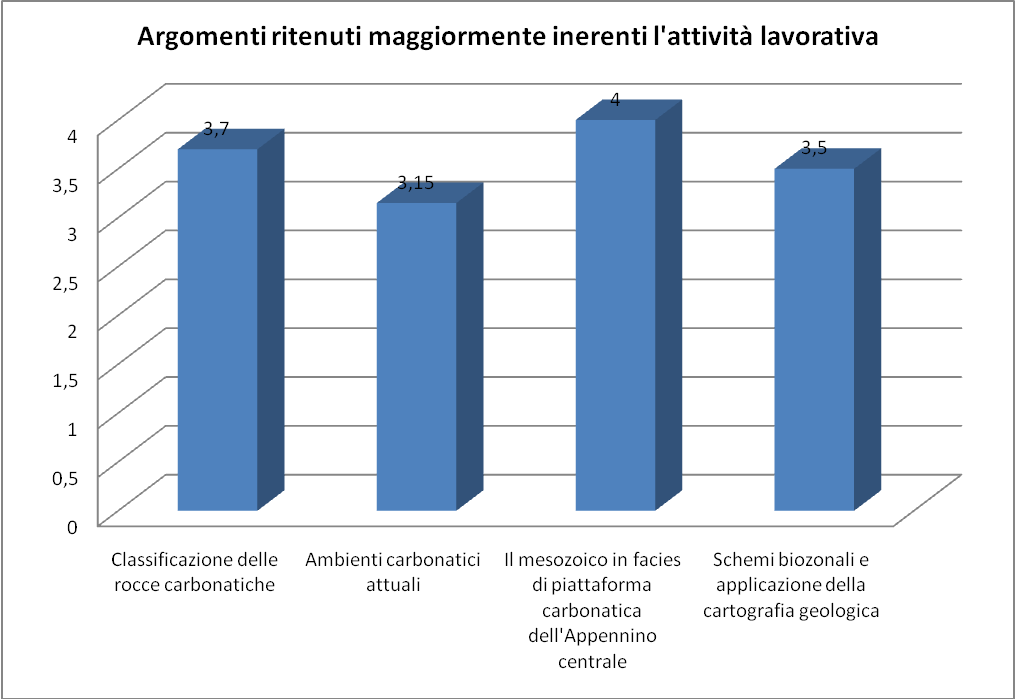 Argomenti ritenuti maggiormente inerenti l'attività lavorativa
4
3,5
3
2,5
2
1,5
1
0,5
0
3,7
3,15
4
3,5
Classificazione delle
rocce carbonatiche
Ambienti carbonatici
attuali
Il mesozoico in facies
di piattaforma
carbonatica
dell'Appennino
centrale
Schemi biozonali e
applicazione della
cartografia geologica